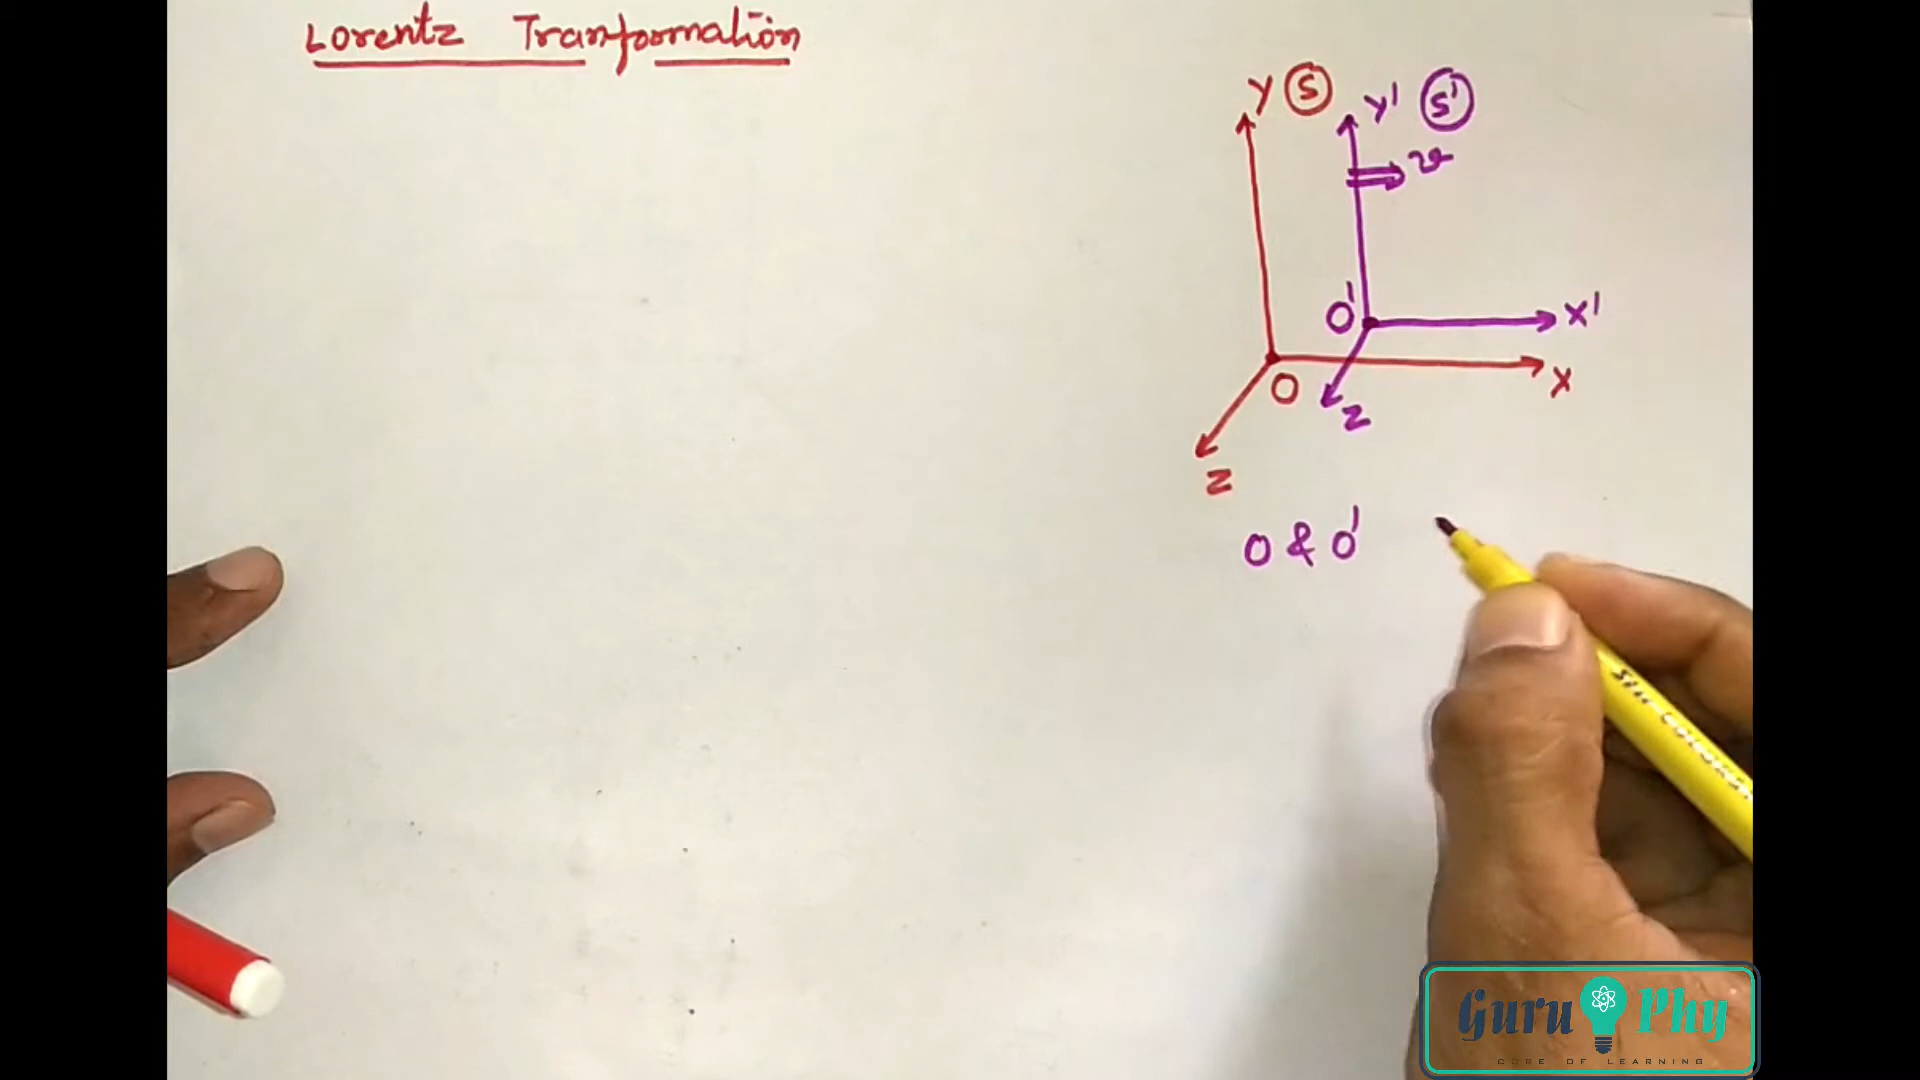 Lorentz Tranformation
Y S Y' S'
v
O' X'
O X
Z
Z
O & O'
Guru Phy
CORE OF LEARNING